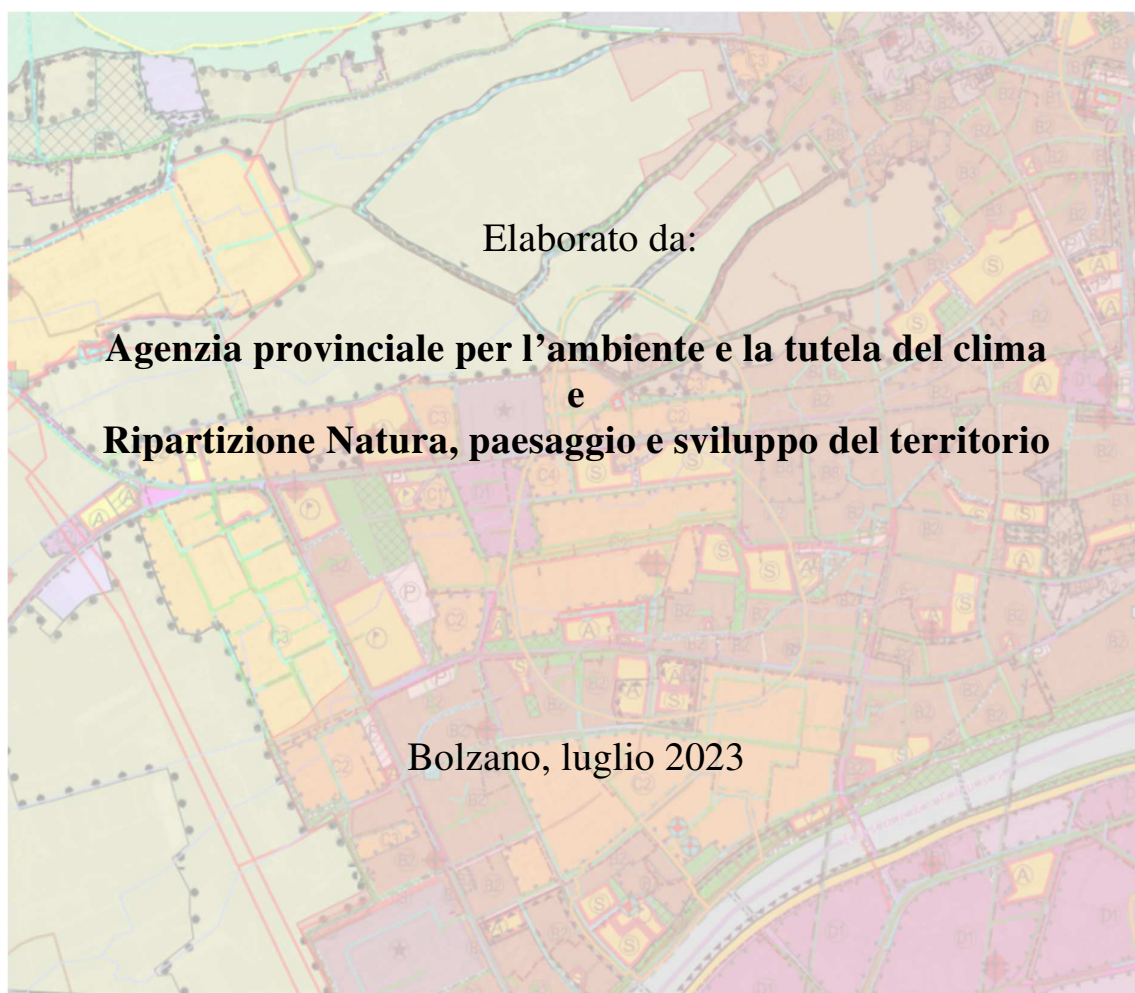 Elaborato da:
Agenzia provinciale per l’ambiente e la tutela del clima
e
Ripartizione Natura, paesaggio e sviluppo del territorio
Bolzano, luglio 2023